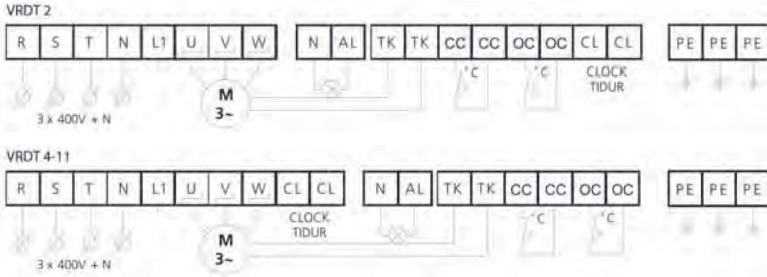 VRDT 2
R S T N L1 U V W N AL TK TK CC CC OC OC CL CL PE PE PE
°C °C CLOCK
TIDUR
M
3~
3 x 400V + N
VRDT 4-11
R S T N L1 U V W CL CL N AL TK TK CC CC OC OC PE PE PE
CLOCK
TIDUR
°C °C
M
3~
3 x 400V + N